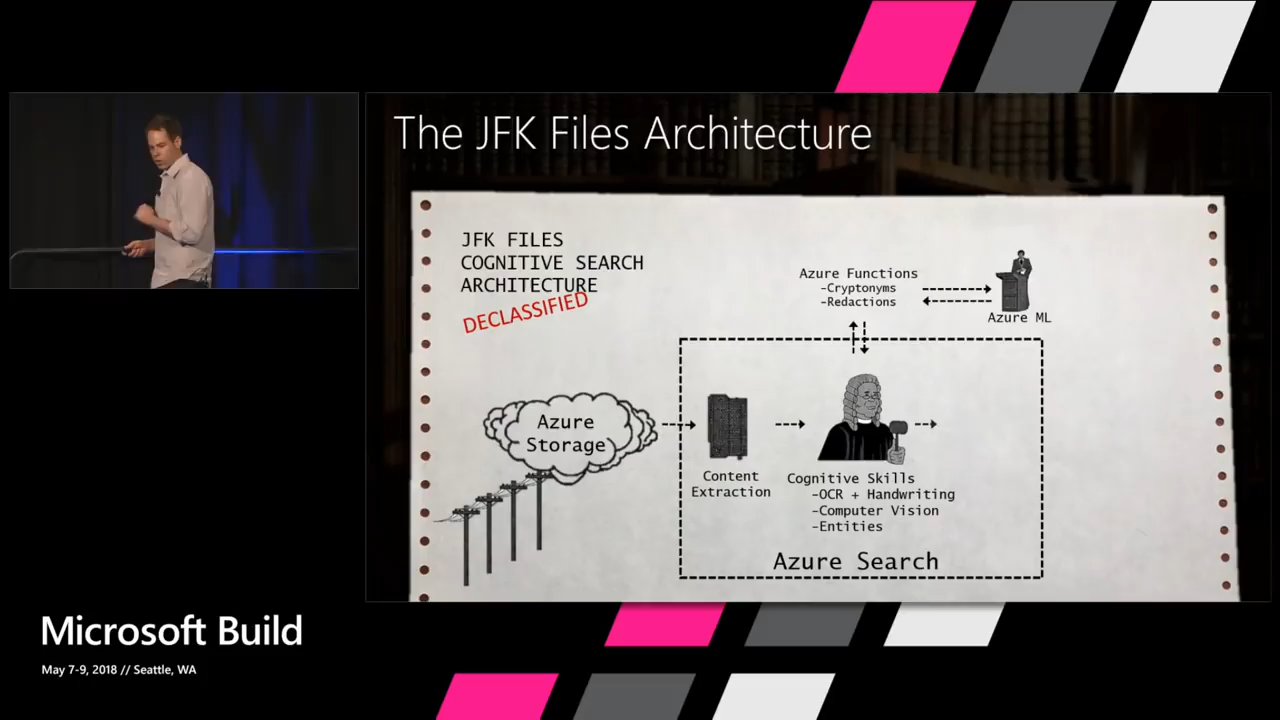 The JFK Files Architecture
JFK FILES
COGNITIVE SEARCH
ARCHITECTURE
DECLASSIFIED
Azure Functions
-Cryptonyms
-Redactions
Azure ML
Azure
Storage
Content
Extraction
Cognitive Skills
-OCR + Handwriting
-Computer Vision
-Entities
Azure Search
Microsoft Build
May 7-9, 2018 // Seattle, WA